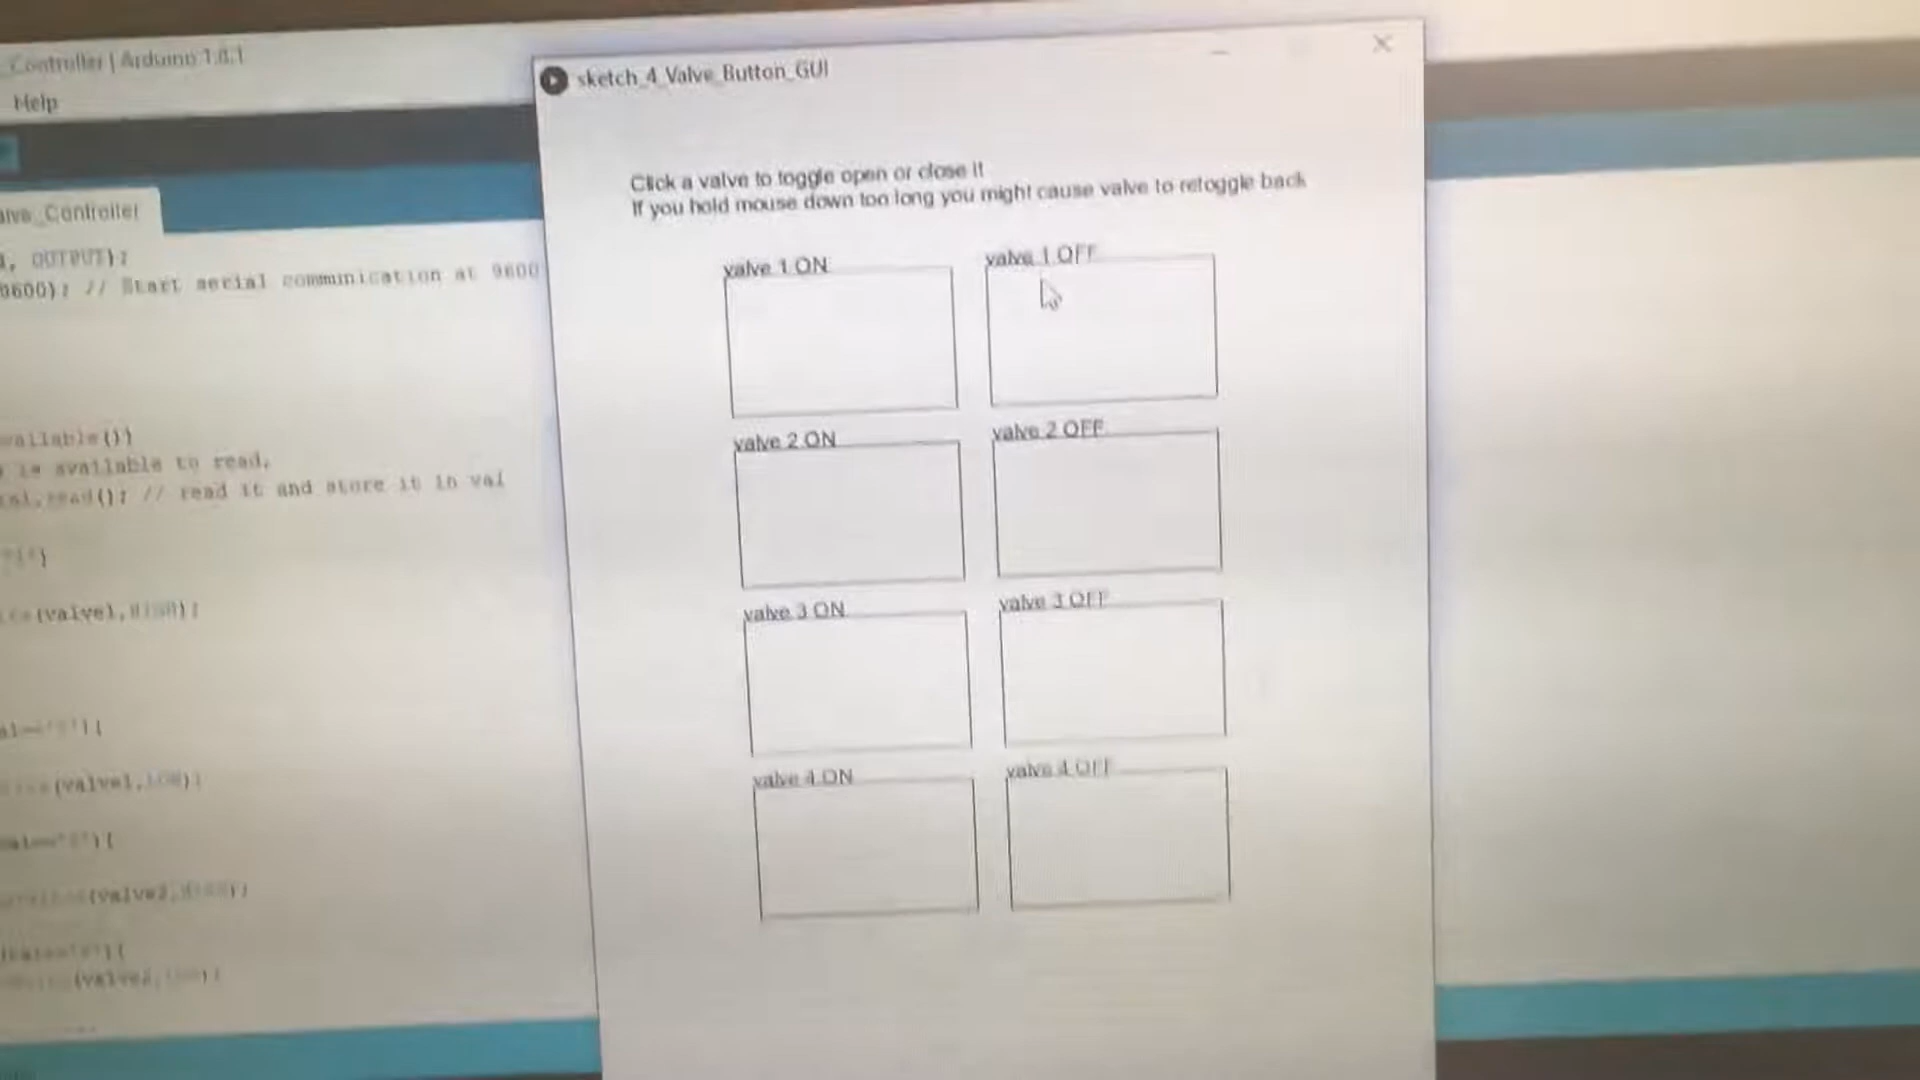 Controller | Arduino 1.8.1
Help
sketch_4_Valve_Button_GUI
Click a valve to toggle open or close it
If you hold mouse down too long you might cause valve to retoggle back
valve 1 ON
valve 1 OFF
valve 2 ON
valve 2 OFF
valve 3 ON
valve 3 OFF
valve 4 ON
valve 4 OFF
_Controller
, OUTPUT);
9600); // Start serial communication at 9600
available())
is available to read,
read(); // read it and store it in val
(valve1,
(valve1,
(valve2,
(valve2,